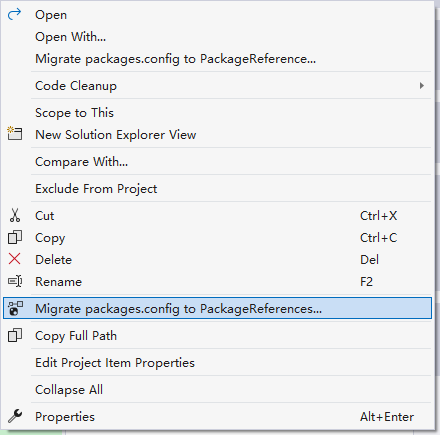 Open
Open With...
Migrate packages.config to PackageReference...
Code Cleanup
Scope to This
New Solution Explorer View
Compare With...
Exclude From Project
Cut Ctrl+X
Copy Ctrl+C
Delete Del
Rename F2
Migrate packages.config to PackageReferences...
Copy Full Path
Edit Project Item Properties
Collapse All
Properties Alt+Enter